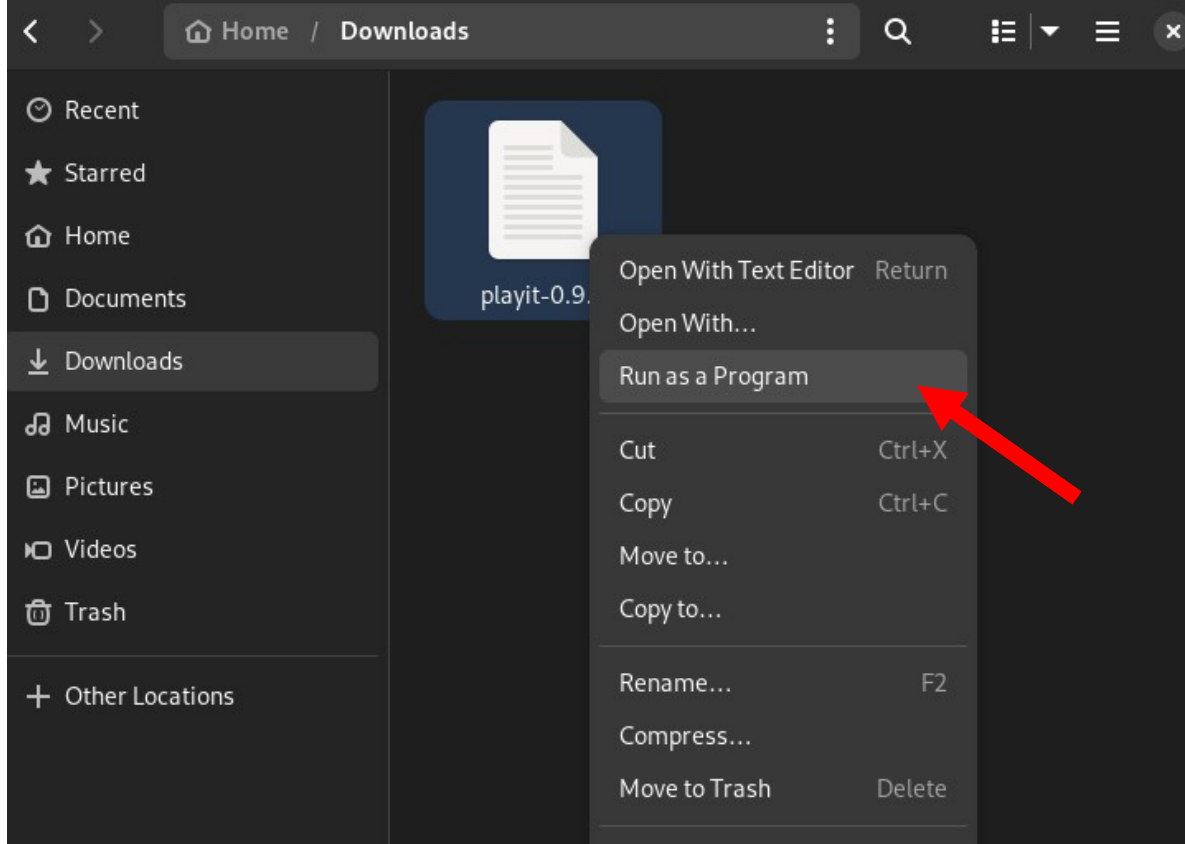 Home / Downloads
Recent
Starred
Home
Documents
Downloads
Music
Pictures
Videos
Trash
Other Locations
playit-0.9.
Open With Text Editor Return
Open With...
Run as a Program
Cut Ctrl+X
Copy Ctrl+C
Move to...
Copy to...
Rename... F2
Compress...
Move to Trash Delete